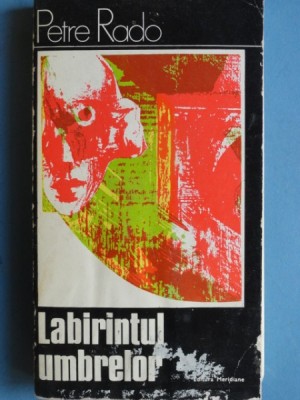 Petre Rado
Labirintul
umbrelor
Editura Meridiane